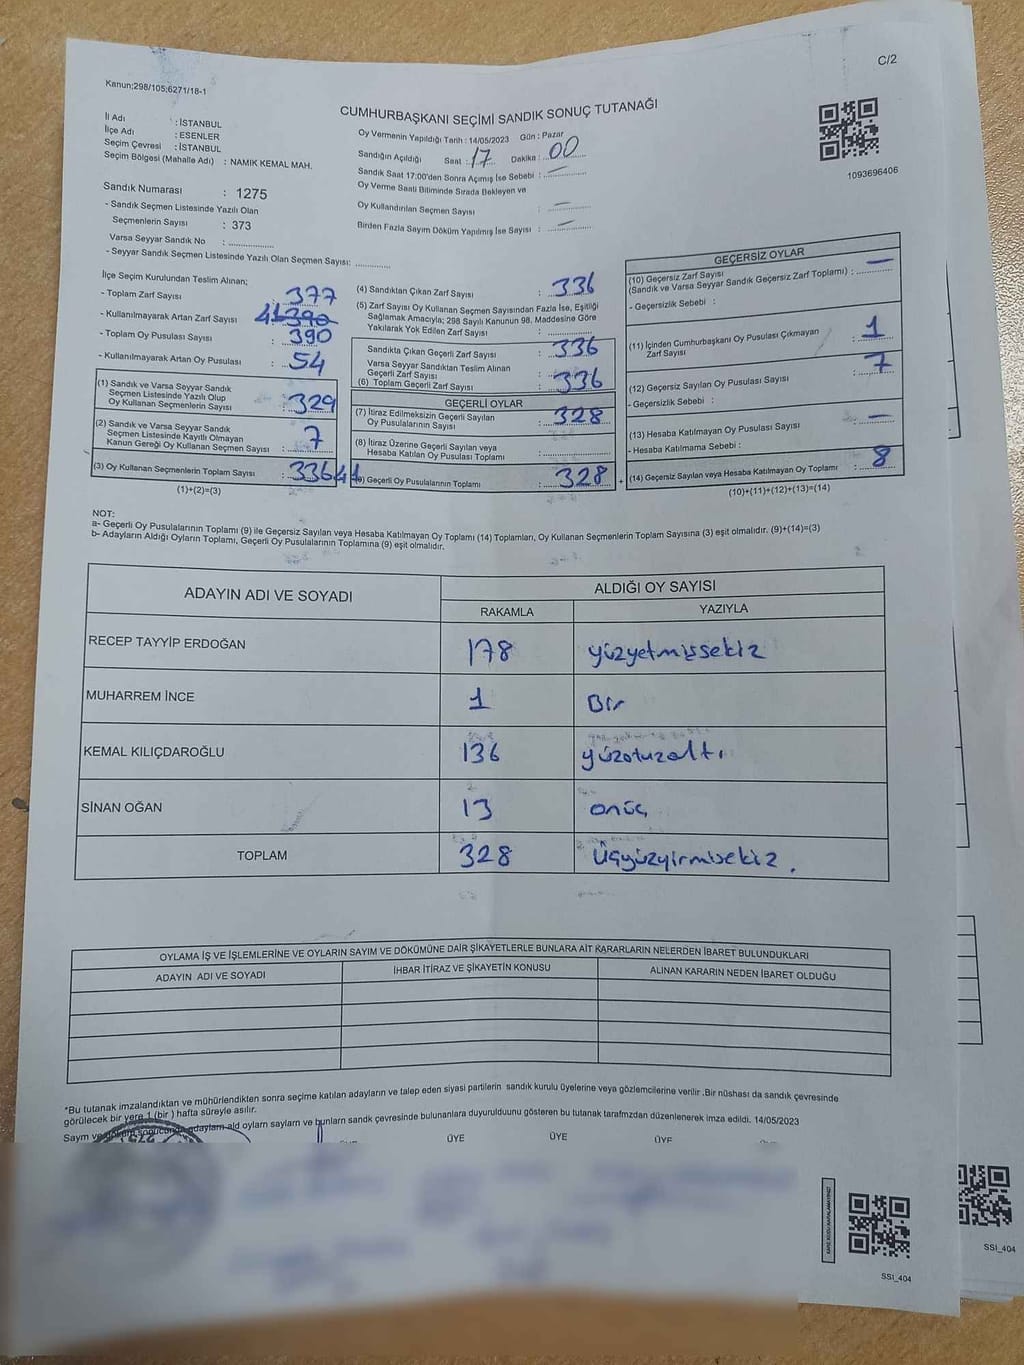 C/2
Kanun;298/105;6271/18-1
CUMHURBAŞKANI SEÇİMİ SANDIK SONUÇ TUTANAĞI
İl Adı : İSTANBUL
İlçe Adı : ESENLER
Seçim Çevresi : İSTANBUL
Seçim Bölgesi (Mahalle Adı) : NAMIK KEMAL MAH.
Oy Vermenin Yapıldığı Tarih : 14/05/2023 Gün : Pazar
Sandığın Açıldığı Saat : 17 Dakika : 00
Sandık Saat 17:00'den Sonra Açımış İse Sebebi : —
Oy Verme Saati Bitiminde Sırada Bekleyen ve
Oy Kullandırılan Seçmen Sayısı : —
Birden Fazla Sayım Döküm Yapılmış İse Sayısı : —
1093696406
Sandık Numarası : 1275
- Sandık Seçmen Listesinde Yazılı Olan
Seçmenlerin Sayısı : 373
Varsa Seyyar Sandık No : ..............
- Seyyar Sandık Seçmen Listesinde Yazılı Olan Seçmen Sayısı: ............
İlçe Seçim Kurulundan Teslim Alınan;
- Toplam Zarf Sayısı : 377
- Kullanılmayarak Artan Zarf Sayısı : 41 390
- Toplam Oy Pusulası Sayısı : 390
- Kullanılmayarak Artan Oy Pusulası : 54
(1) Sandık ve Varsa Seyyar Sandık
Seçmen Listesinde Yazılı Olup
Oy Kullanan Seçmenlerin Sayısı : 329
(2) Sandık ve Varsa Seyyar Sandık
Seçmen Listesinde Kayıtlı Olmayan
Kanun Gereği Oy Kullanan Seçmen Sayısı : 7
(3) Oy Kullanan Seçmenlerin Toplam Sayısı : 336
(1)+(2)=(3)
(4) Sandıktan Çıkan Zarf Sayısı : 336
(5) Zarf Sayısı Oy Kullanan Seçmen Sayısından Fazla İse, Eşitliği
Sağlamak Amacıyla; 298 Sayılı Kanunun 98. Maddesine Göre
Yakılarak Yok Edilen Zarf Sayısı : ............
Sandıkta Çıkan Geçerli Zarf Sayısı : 336
Varsa Seyyar Sandıktan Teslim Alınan
Geçerli Zarf Sayısı
(6) Toplam Geçerli Zarf Sayısı : 336
GEÇERLİ OYLAR
(7) İtiraz Edilmeksizin Geçerli Sayılan
Oy Pusulalarının Sayısı : 328
(8) İtiraz Üzerine Geçerli Sayılan veya
Hesaba Katılan Oy Pusulası Toplamı : ............
(9) Geçerli Oy Pusulalarının Toplamı : 328
GEÇERSİZ OYLAR
(10) Geçersiz Zarf Sayısı
(Sandık ve Varsa Seyyar Sandık Geçersiz Zarf Toplamı) : —
- Geçersizlik Sebebi :
(11) İçinden Cumhurbaşkanı Oy Pusulası Çıkmayan
Zarf Sayısı : 1
(12) Geçersiz Sayılan Oy Pusulası Sayısı : 7
- Geçersizlik Sebebi :
(13) Hesaba Katılmayan Oy Pusulası Sayısı : —
- Hesaba Katılmama Sebebi :
(14) Geçersiz Sayılan veya Hesaba Katılmayan Oy Toplamı : 8
(10)+(11)+(12)+(13)=(14)
NOT:
a- Geçerli Oy Pusulalarının Toplamı (9) ile Geçersiz Sayılan veya Hesaba Katılmayan Oy Toplamı (14) Toplamları, Oy Kullanan Seçmenlerin Toplam Sayısına (3) eşit olmalıdır. (9)+(14)=(3)
b- Adayların Aldığı Oyların Toplamı, Geçerli Oy Pusulalarının Toplamına (9) eşit olmalıdır.
ADAYIN ADI VE SOYADI ALDIĞI OY SAYISI
RAKAMLA YAZIYLA
RECEP TAYYİP ERDOĞAN 178 yüzyetmişsekiz
MUHARREM İNCE 1 Bir
KEMAL KILIÇDAROĞLU 136 yüzotuzaltı
SİNAN OĞAN 13 onüç
TOPLAM 328 Üçyüzyirmisekiz.
OYLAMA İŞ VE İŞLEMLERİNE VE OYLARIN SAYIM VE DÖKÜMÜNE DAİR ŞİKAYETLERLE BUNLARA AİT KARARLARIN NELERDEN İBARET BULUNDUKLARI
ADAYIN ADI VE SOYADI İHBAR İTİRAZ VE ŞİKAYETİN KONUSU ALINAN KARARIN NEDEN İBARET OLDUĞU
*Bu tutanak imzalandıktan ve mühürlendikten sonra seçime katılan adayların ve talep eden siyasi partilerin sandık kurulu üyelerine veya gözlemcilerine verilir .Bir nüshası da sandık çevresinde
görülecek bir yere 1 (bir ) hafta süreyle asılır.
Saym ve döküm sonucunda adaylarn ald oylarn saylarn ve bunlarn sandk çevresinde bulunanlara duyurulduunu gösteren bu tutanak tarafmzdan düzenlenerek imza edildi. 14/05/2023
ÜYE ÜYE ÜYE
SSI_404
SSI_404